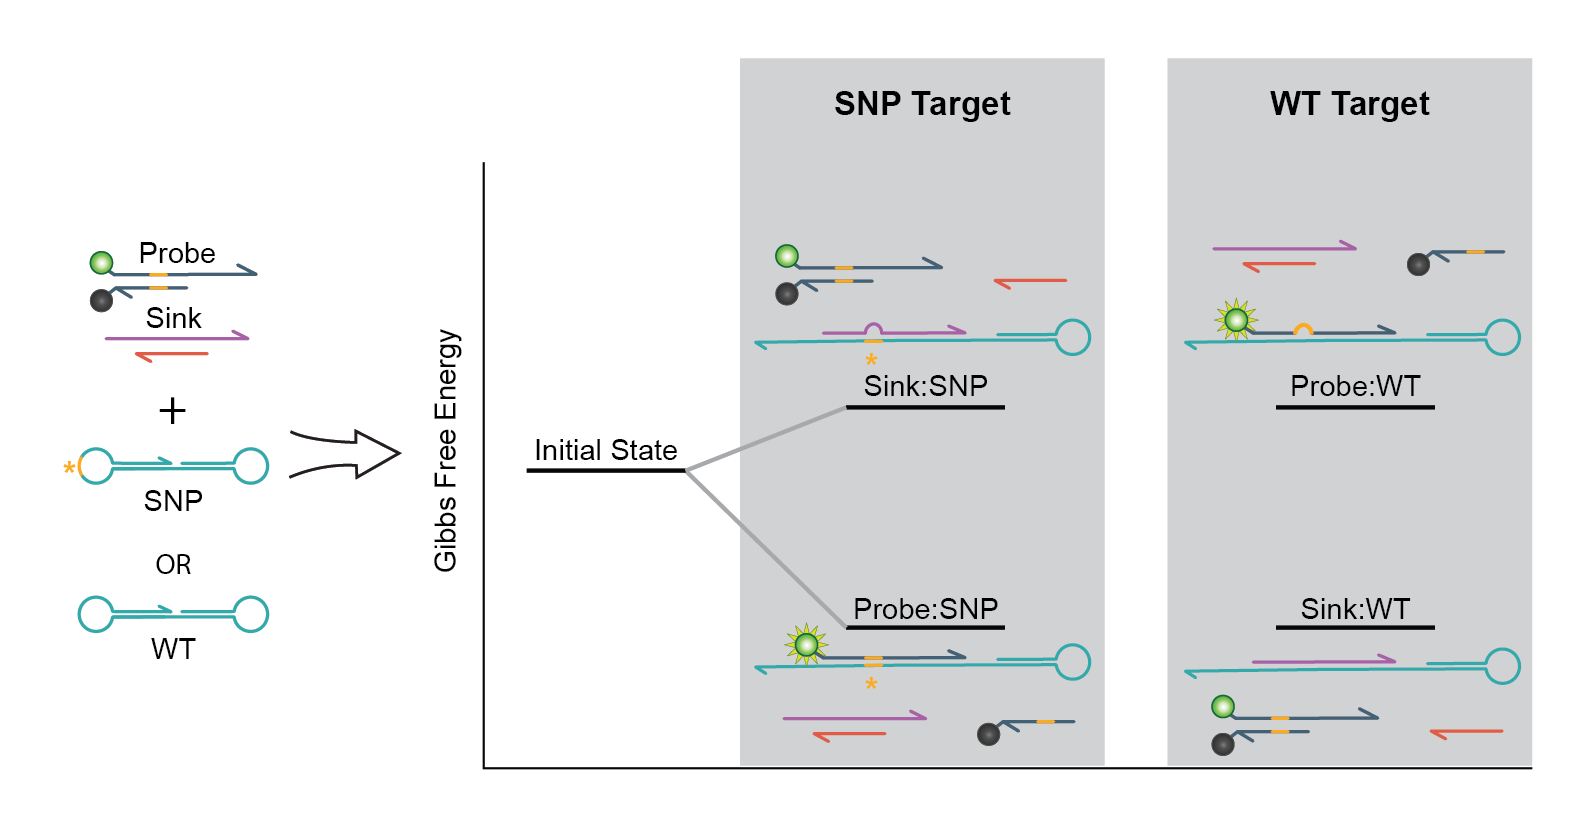 SNP Target
WT Target
Probe
Sink
+
*
SNP
OR
WT
Gibbs Free Energy
Initial State
*
Sink:SNP
Probe:WT
Probe:SNP
*
Sink:WT